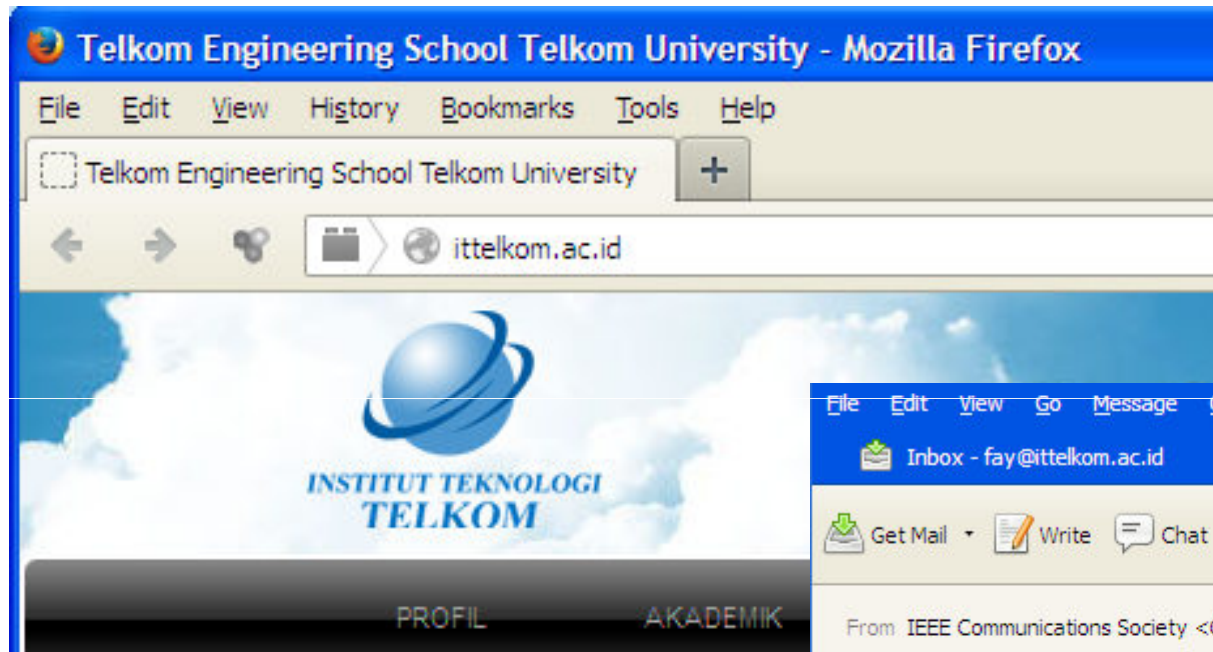 Telkom Engineering School Telkom University - Mozilla Firefox
File Edit View History Bookmarks Tools Help
Telkom Engineering School Telkom University
ittelkom.ac.id
INSTITUT TEKNOLOGI
TELKOM
PROFIL AKADEMIK
File Edit View Go Message
Inbox - fay@ittelkom.ac.id
Get Mail Write Chat
From IEEE Communications Society <